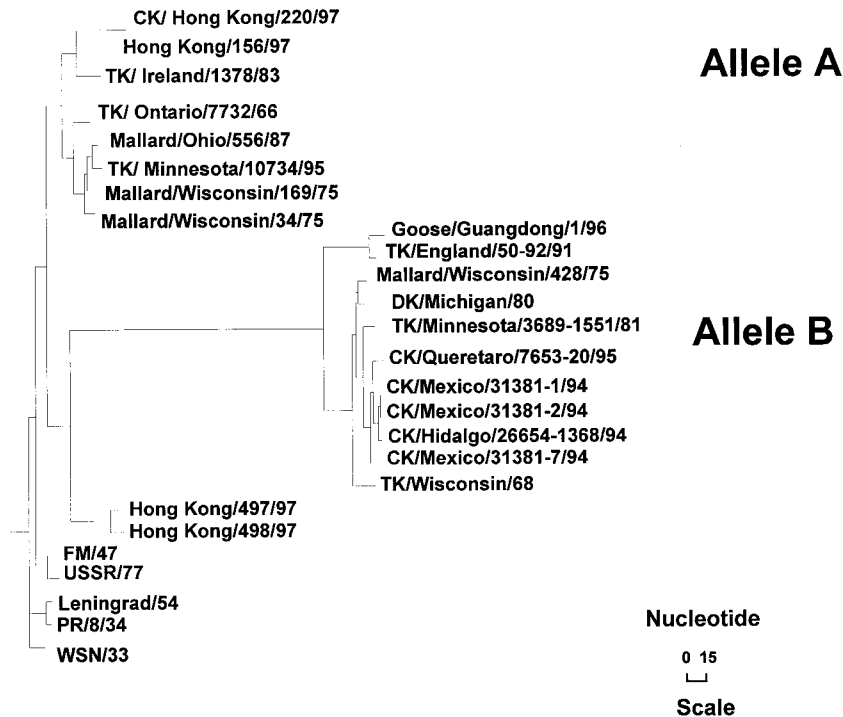 CK/ Hong Kong/220/97
Hong Kong/156/97
Allele A
TK/ Ireland/1378/83
TK/ Ontario/7732/66
Mallard/Ohio/556/87
TK/ Minnesota/10734/95
Mallard/Wisconsin/169/75
Mallard/Wisconsin/34/75
Goose/Guangdong/1/96
TK/England/50-92/91
Mallard/Wisconsin/428/75
DK/Michigan/80
TK/Minnesota/3689-1551/81
Allele B
CK/Queretaro/7653-20/95
CK/Mexico/31381-1/94
CK/Mexico/31381-2/94
CK/Hidalgo/26654-1368/94
CK/Mexico/31381-7/94
TK/Wisconsin/68
Hong Kong/497/97
Hong Kong/498/97
FM/47
USSR/77
Leningrad/54
PR/8/34
WSN/33
Nucleotide
0 15
Scale